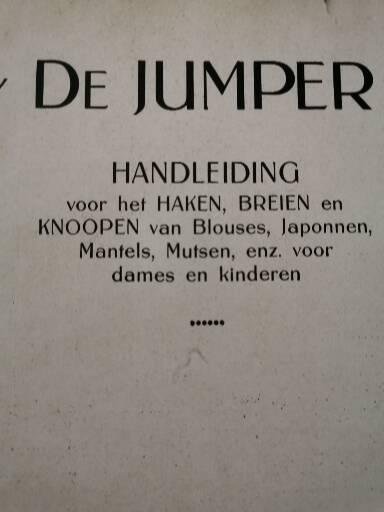 DE JUMPER
HANDLEIDING
voor het HAKEN, BREIEN en
KNOOPEN van Blouses, Japonnen,
Mantels, Mutsen, enz. voor
dames en kinderen
......